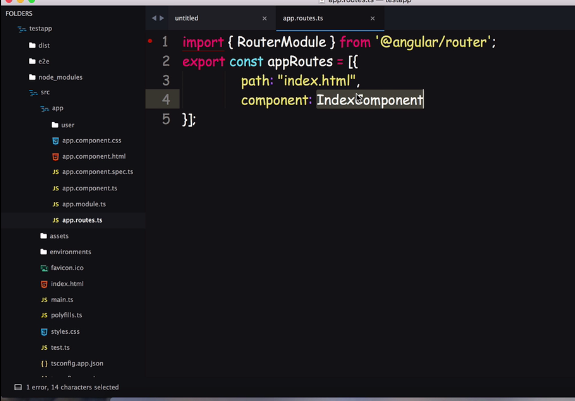 app.routes.ts — testapp
FOLDERS
testapp
dist
e2e
node_modules
src
app
user
app.component.css
app.component.html
app.component.spec.ts
app.component.ts
app.module.ts
app.routes.ts
assets
environments
favicon.ico
index.html
main.ts
polyfills.ts
styles.css
test.ts
tsconfig.app.json
untitled
app.routes.ts
1 import { RouterModule } from '@angular/router';
2 export const appRoutes = [{
3 path: "index.html",
4 component: IndexComponent
5 }];
1 error, 14 characters selected